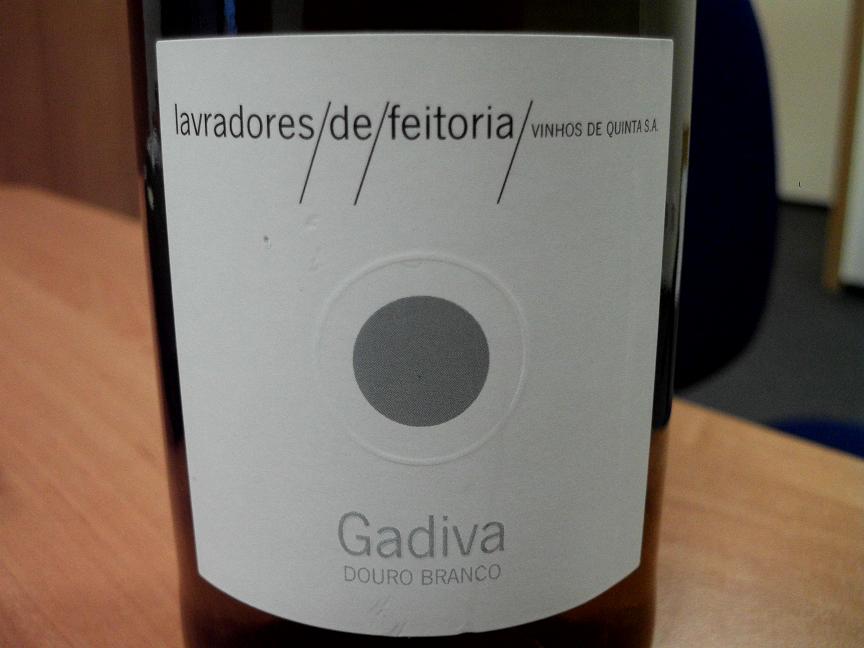 lavradores/de/feitoria/VINHOS DE QUINTA S.A.
Gadiva
DOURO BRANCO